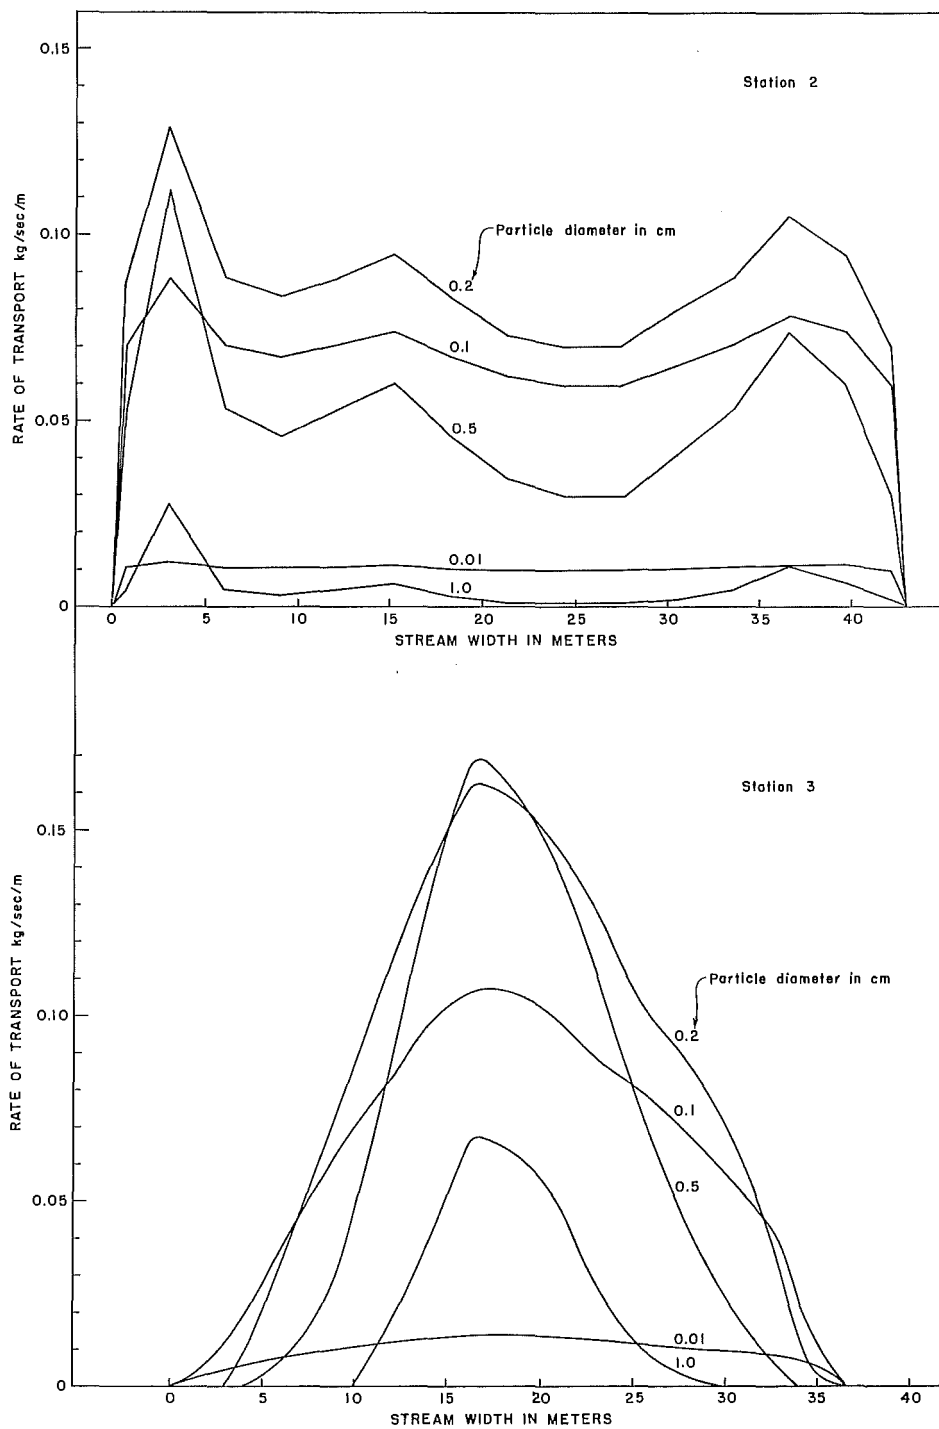 0.15
Station 2
Particle diameter in cm
0.10
0.2
0.1
0.5
0.05
0.01
1.0
0
RATE OF TRANSPORT kg/sec/m
0 5 10 15 20 25 30 35 40
STREAM WIDTH IN METERS
Station 3
0.15
Particle diameter in cm
0.2
0.10
0.1
0.5
0.05
0.01
1.0
0
RATE OF TRANSPORT kg/sec/m
0 5 10 15 20 25 30 35 40
STREAM WIDTH IN METERS